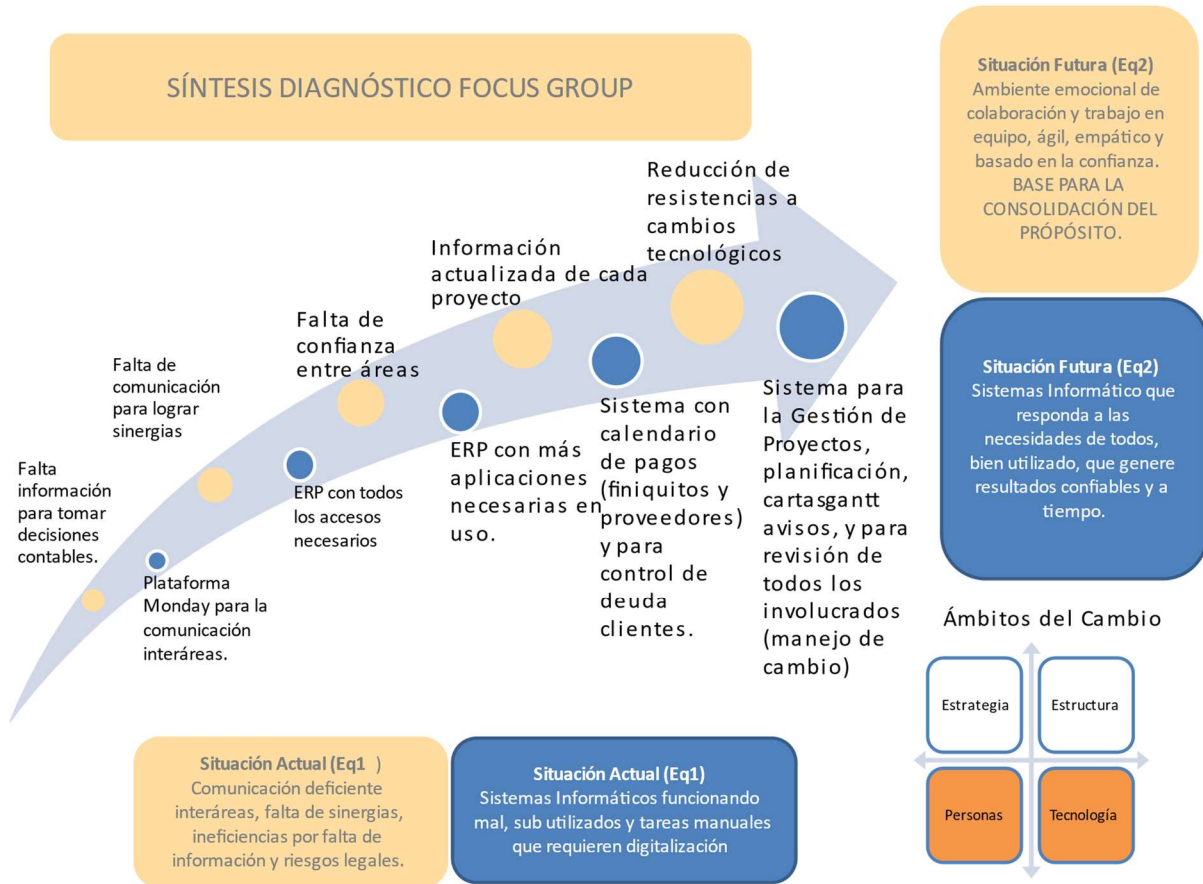 SÍNTESIS DIAGNÓSTICO FOCUS GROUP
Situación Futura (Eq2)
Ambiente emocional de
colaboración y trabajo en
equipo, ágil, empático y
basado en la confianza.
BASE PARA LA
CONSOLIDACIÓN DEL
PRÓPÓSITO.
Falta
información
para tomar
decisiones
contables.
Falta de
comunicación
para lograr
sinergias
Falta de
confianza
entre áreas
Información
actualizada de cada
proyecto
Reducción de
resistencias a
cambios
tecnológicos
Plataforma
Monday para la
comunicación
interáreas.
ERP con todos
los accesos
necesarios
ERP con más
aplicaciones
necesarias en
uso.
Sistema con
calendario
de pagos
(finiquitos y
proveedores)
y para
control de
deuda
clientes.
Sistema para
la Gestión de
Proyectos,
planificación,
cartasgantt
avisos, y para
revisión de
todos los
involucrados
(manejo de
cambio)
Situación Futura (Eq2)
Sistemas Informático que
responda a las
necesidades de todos,
bien utilizado, que genere
resultados confiables y a
tiempo.
Ámbitos del Cambio
Estrategia
Estructura
Personas
Tecnología
Situación Actual (Eq1 )
Comunicación deficiente
interáreas, falta de sinergias,
ineficiencias por falta de
información y riesgos legales.
Situación Actual (Eq1)
Sistemas Informáticos funcionando
mal, sub utilizados y tareas manuales
que requieren digitalización